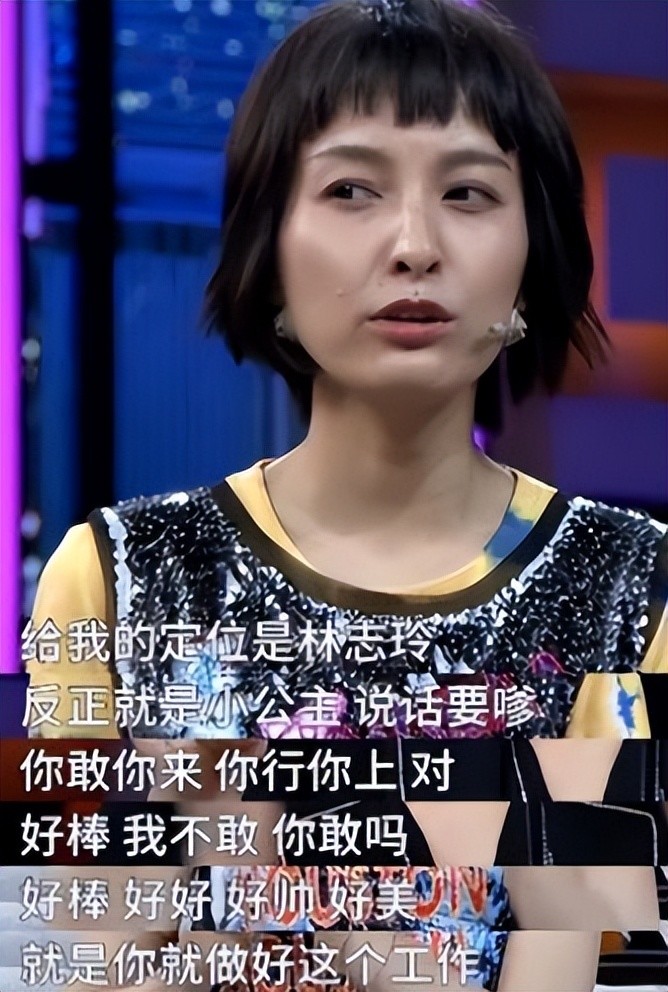 给我的定位是林志玲
反正就是小公主 说话要嗲
你敢你来 你行你上 对
好棒 我不敢 你敢吗
好棒 好好 好帅 好美
就是你就做好这个工作